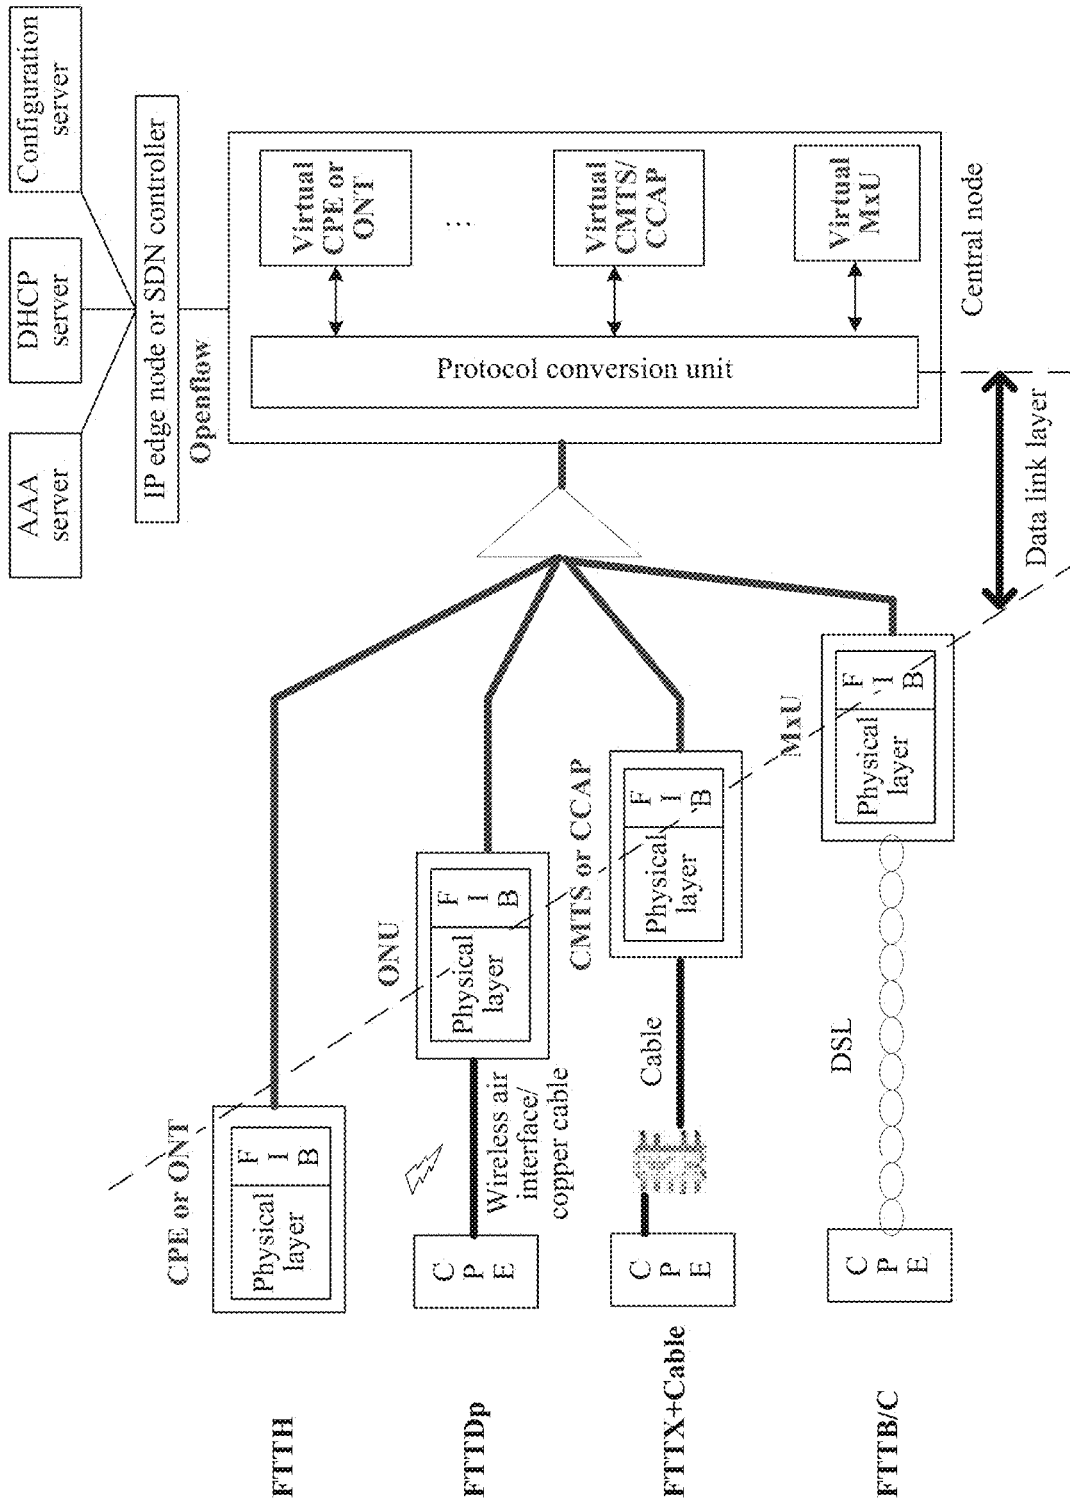 AAA
server
DHCP
server
Configuration
server
IP edge node or SDN controller
Openflow
Virtual
CPE or
ONT
...
Virtual
CMTS/
CCAP
Virtual
MxU
Protocol conversion unit
Central node
Data link layer
FTTH
CPE or ONT
Physical
layer
F
I
B
FTTDp
C
P
E
Wireless air
interface/
copper cable
ONU
Physical
layer
F
I
B
FTTX+Cable
C
P
E
Cable
CMTS or CCAP
Physical
layer
F
I
B
FTTB/C
C
P
E
DSL
MxU
Physical
layer
F
I
B